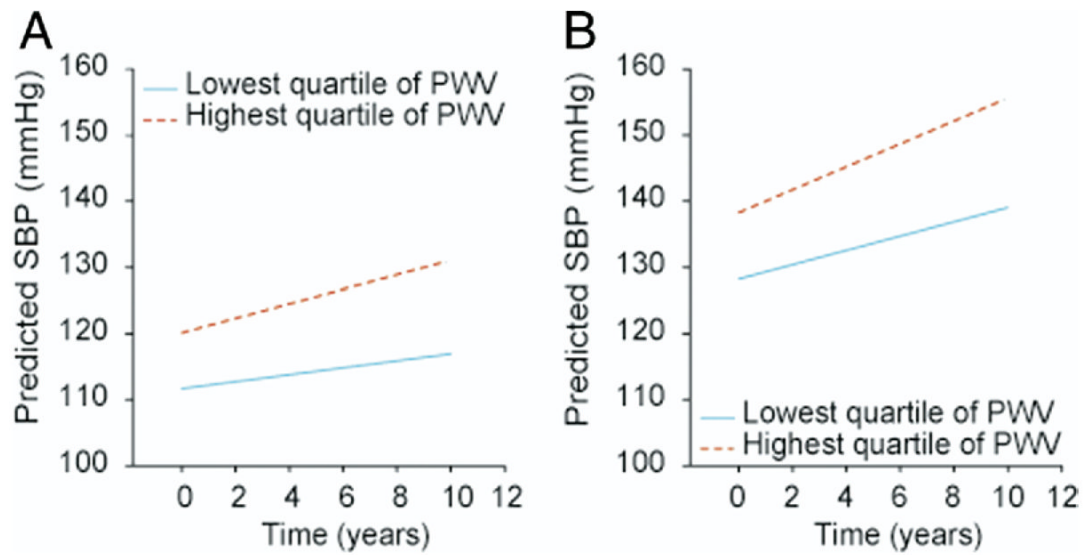 A
Predicted SBP (mmHg)
160
150
140
130
120
110
100
Lowest quartile of PWV
Highest quartile of PWV
0 2 4 6 8 10 12
Time (years)
B
Predicted SBP (mmHg)
160
150
140
130
120
110
100
Lowest quartile of PWV
Highest quartile of PWV
0 2 4 6 8 10 12
Time (years)